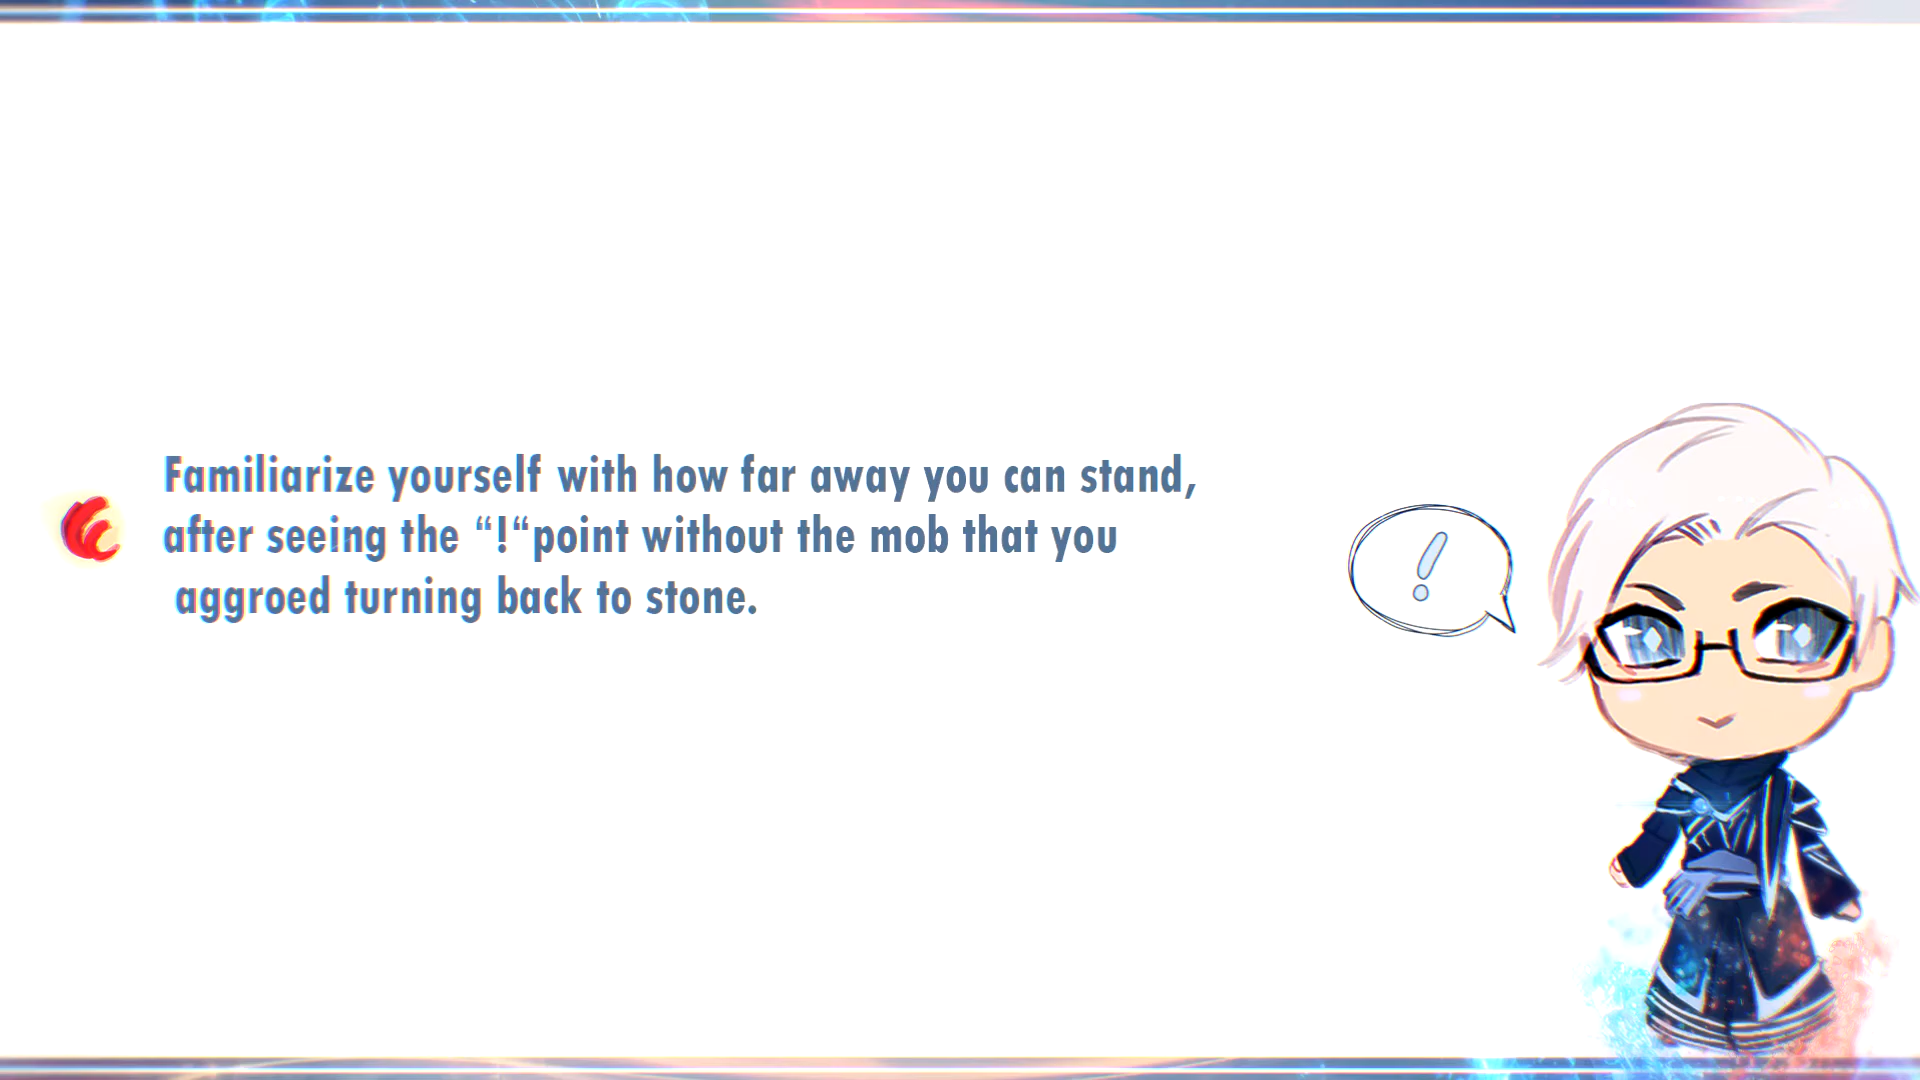 Familiarize yourself with how far away you can stand,
after seeing the “!“point without the mob that you
aggroed turning back to stone.
!